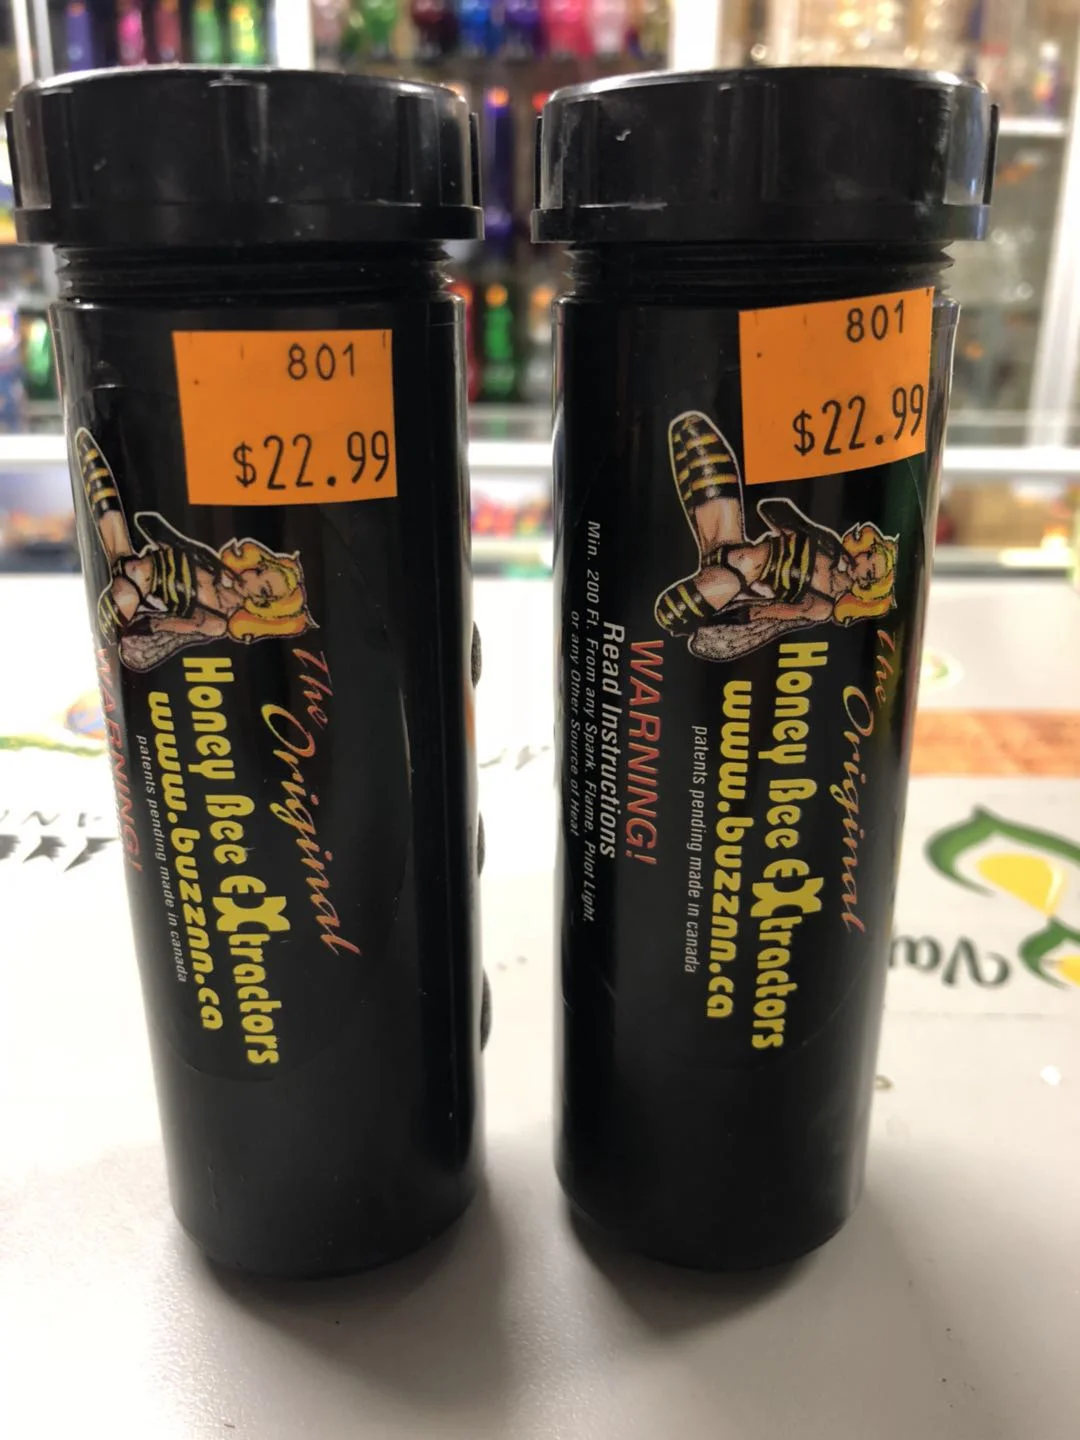 801
$22.99
The Original
Honey Bee Extractors
www.buzznn.ca
patents pending made in canada
WARNING!
801
$22.99
The Original
Honey Bee Extractors
www.buzznn.ca
patents pending made in canada
WARNING!
Read Instructions
Min. 200 Ft. From any Spark, Flame, Pilot Light,
or any Other Source of Heat